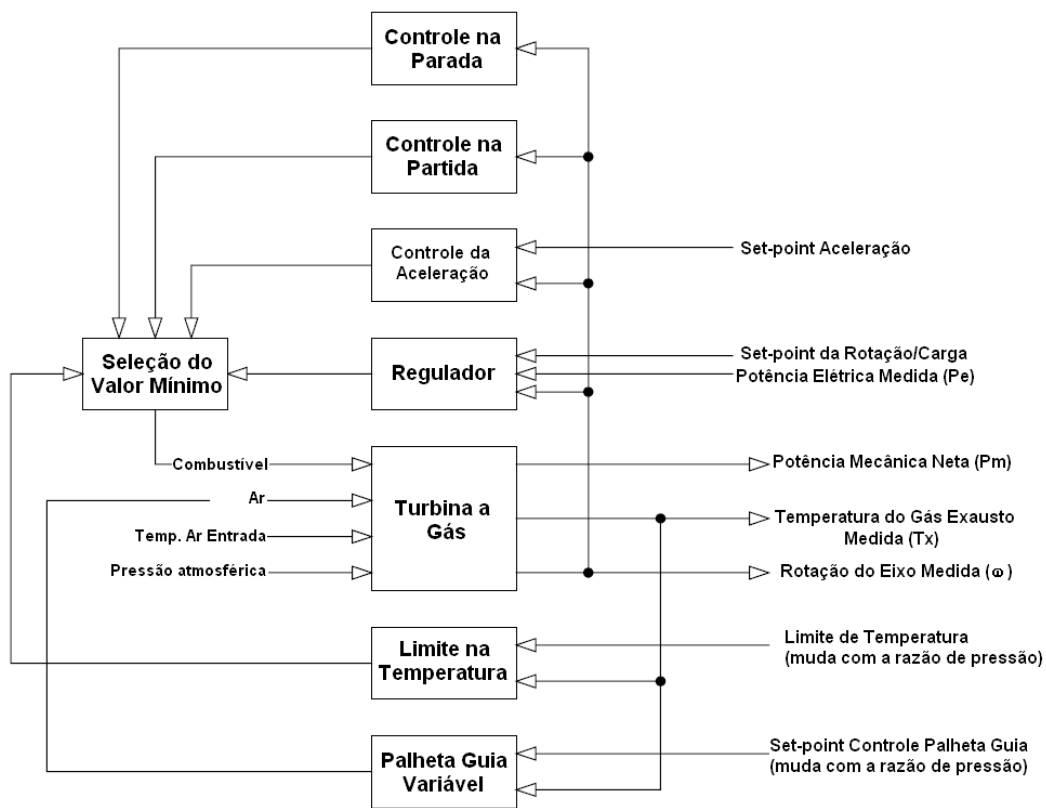 Controle na
Parada
Controle na
Partida
Controle da
Aceleração
Set-point Aceleração
Seleção do
Valor Mínimo
Regulador
Set-point da Rotação/Carga
Potência Elétrica Medida (Pe)
Combustível
Ar
Temp. Ar Entrada
Pressão atmosférica
Turbina a
Gás
Potência Mecânica Neta (Pm)
Temperatura do Gás Exausto
Medida (Tx)
Rotação do Eixo Medida (ω)
Limite na
Temperatura
Limite de Temperatura
(muda com a razão de pressão)
Palheta Guia
Variável
Set-point Controle Palheta Guia
(muda com a razão de pressão)